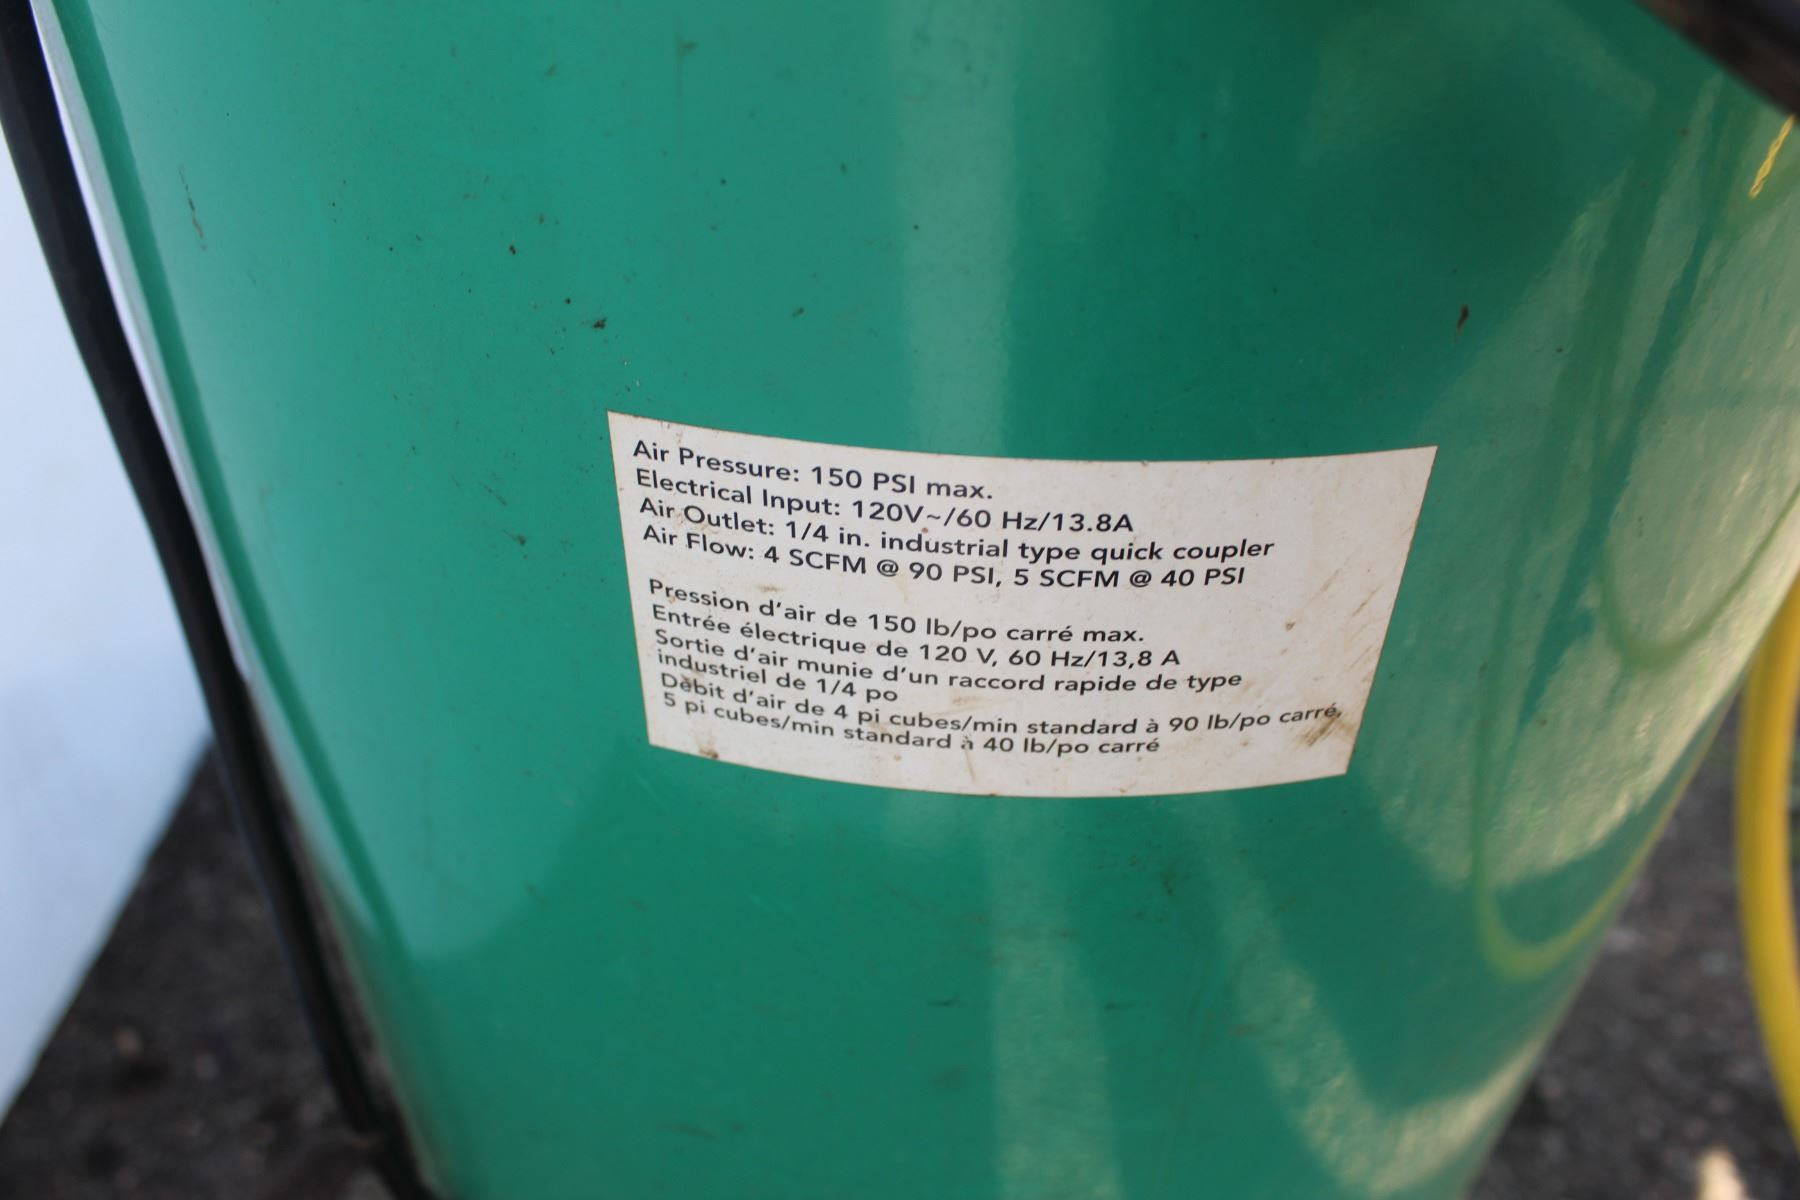 Air Pressure: 150 PSI max.
Electrical Input: 120V~/60 Hz/13.8A
Air Outlet: 1/4 in. industrial type quick coupler
Air Flow: 4 SCFM @ 90 PSI, 5 SCFM @ 40 PSI
Pression d'air de 150 lb/po carré max.
Entrée électrique de 120 V, 60 Hz/13,8 A
Sortie d'air munie d'un raccord rapide de type
industriel de 1/4 po
Dèbit d'air de 4 pi cubes/min standard à 90 lb/po carré,
5 pi cubes/min standard à 40 lb/po carré